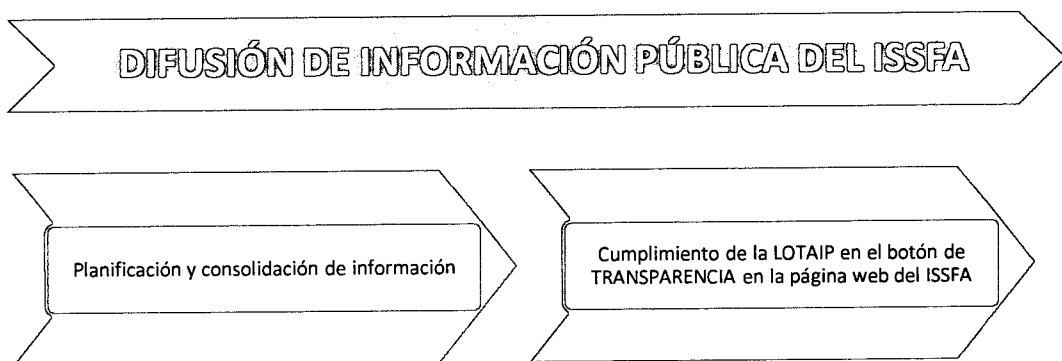 DIFUSIÓN DE INFORMACIÓN PÚBLICA DEL ISSFA
Planificación y consolidación de información
Cumplimiento de la LOTAIP en el botón de
TRANSPARENCIA en la página web del ISSFA